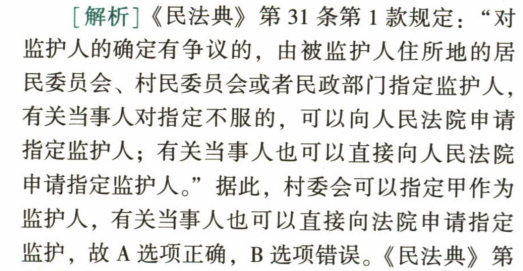 [解析]《民法典》第 31 条第 1 款规定：“对
监护人的确定有争议的，由被监护人住所地的居
民委员会、村民委员会或者民政部门指定监护人，
有关当事人对指定不服的，可以向人民法院申请
指定监护人；有关当事人也可以直接向人民法院
申请指定监护人。”据此，村委会可以指定甲作为
监护人，有关当事人也可以直接向法院申请指定
监护，故 A 选项正确，B 选项错误。《民法典》第